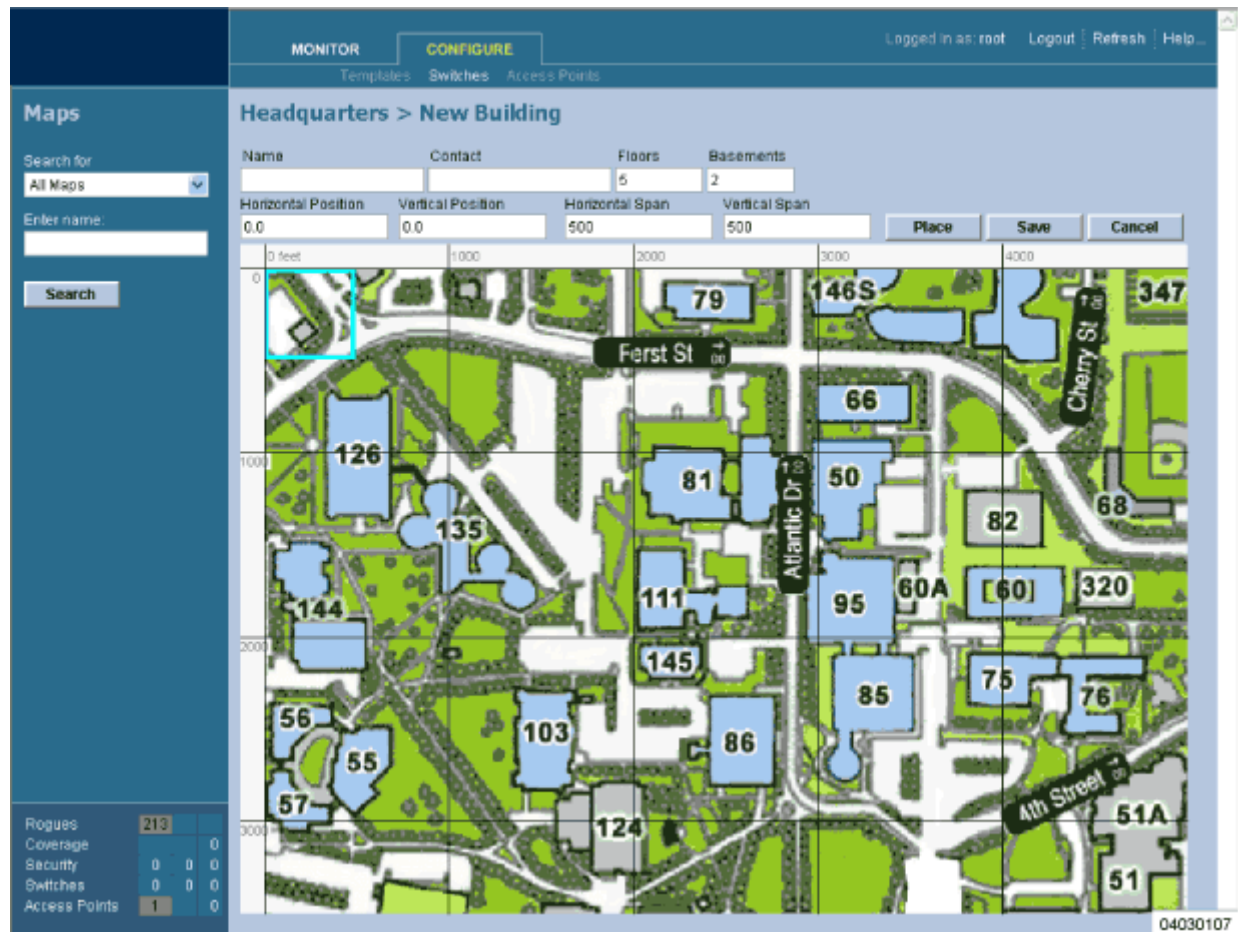 MONITOR CONFIGURE Logged in as: root Logout Refresh Help...
Templates Switches Access Points
Maps
Headquarters > New Building
Search for
All Maps
Enter name:
Search
Name Contact Floors Basements
5 2
Horizontal Position Vertical Position Horizontal Span Vertical Span
0.0 0.0 500 500 Place Save Cancel
0 feet 1000 2000 3000 4000
0
79 146S 347
Ferst St
Cherry St
66
1000
126 81 50
Atlantic Dr
68
82
135
60A [60] 320
144 111 95
2000
145
75
85 76
56
103 86
55
4th Street
57
51A
3000
124
51
Rogues 213
Coverage 0
Security 0 0 0
Switches 0 0 0
Access Points 1 0
04030107